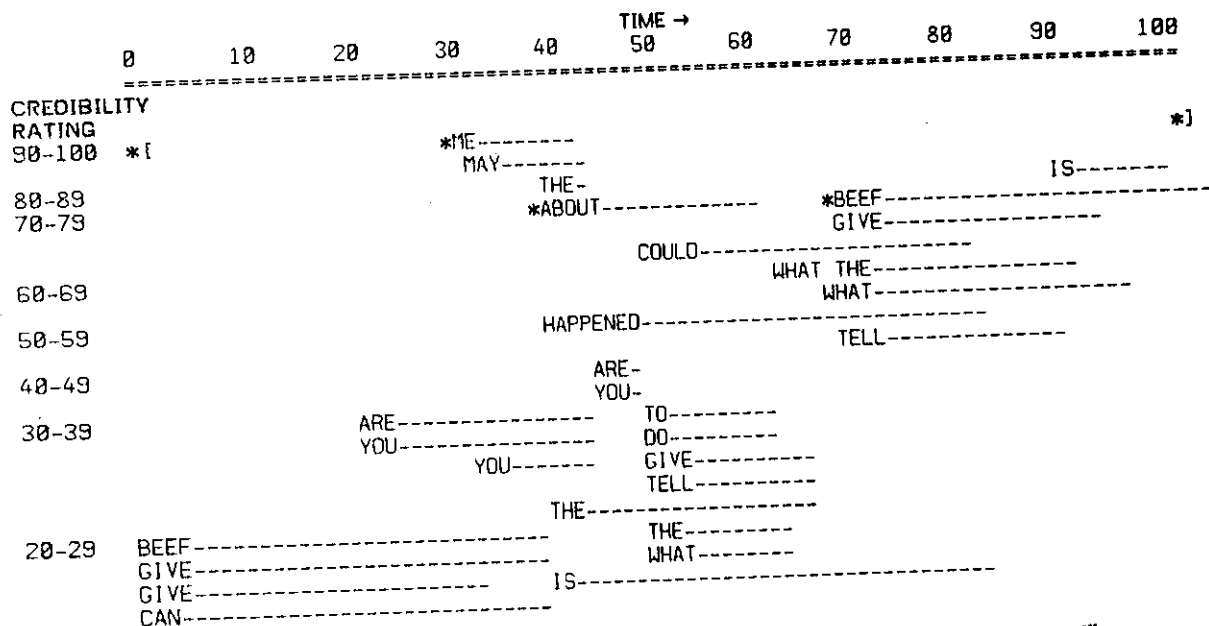 TIME →
0 10 20 30 40 50 60 70 80 90 100
================================================================================
CREDIBILITY
RATING
90-100 *[ *ME--------- *]
MAY--------
THE- IS---------
80-89 *ABOUT-------------- *BEEF------------------------------
70-79 GIVE--------------------
COULD-------------------------
WHAT THE------------------
60-69 WHAT-----------------------
HAPPENED-------------------------------
50-59 TELL----------------
ARE-
40-49 YOU-
ARE----------------- TO----------
30-39 YOU----------------- DO----------
YOU------- GIVE-----------
TELL-----------
THE--------------------
THE---------
20-29 BEEF-------------------------------- WHAT--------
GIVE--------------------------------
GIVE--------------------------- IS-------------------------------------
CAN---------------------------------